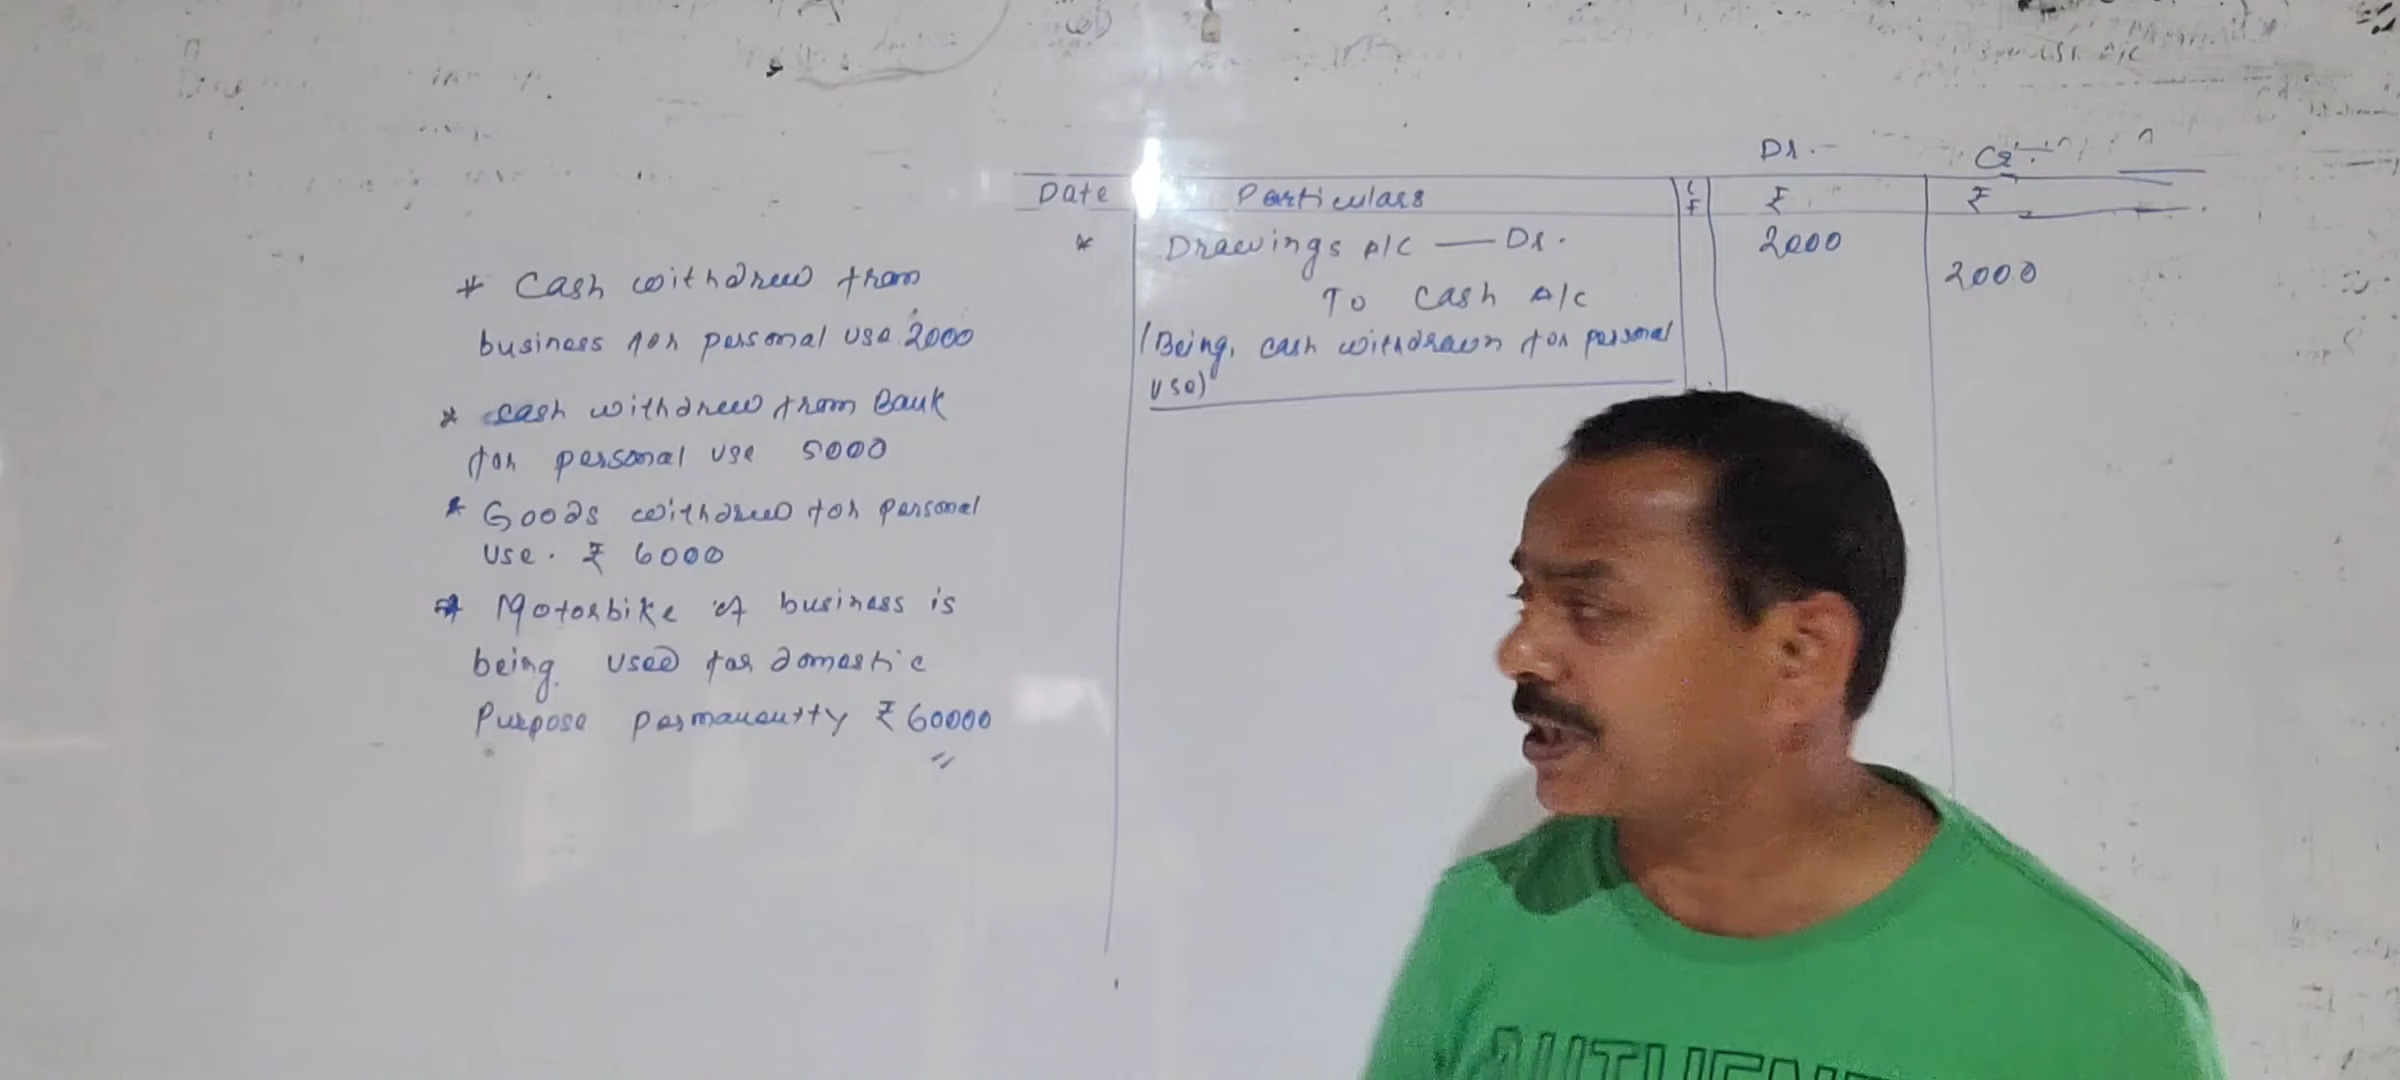 * Cash withdrew from
business for personal use 2000
* cash withdrew from Bank
for personal use 5000
* Goods withdrew for personal
use. ₹ 6000
* Motorbike of business is
being used for domestic
Purpose permanently ₹ 60000
Dr. Cr.
Date Particulars LF ₹ ₹
* Drawings A/C — Dr. 2000
To Cash A/C 2000
(Being, cash withdrawn for personal
use)
AUTHEN